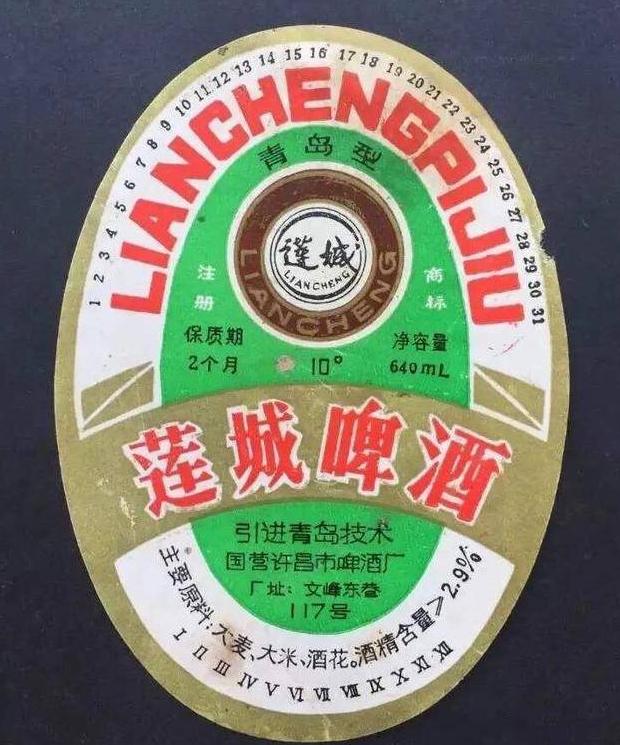 1 2 3 4 5 6 7 8 9 10 11 12 13 14 15 16 17 18 19 20 21 22 23 24 25 26 27 28 29 30 31
LIANCHENGPIJIU
青岛型
莲城
LIANCHENG
LIANCHENG
注册
商标
保质期
2个月
10°
净容量
640mL
莲城啤酒
引进青岛技术
国营许昌市啤酒厂
厂址:文峰东巷
117号
主要原料:大麦、大米、酒花。酒精含量≥2.9%
I II III IV V VI VII VIII IX X XI XII